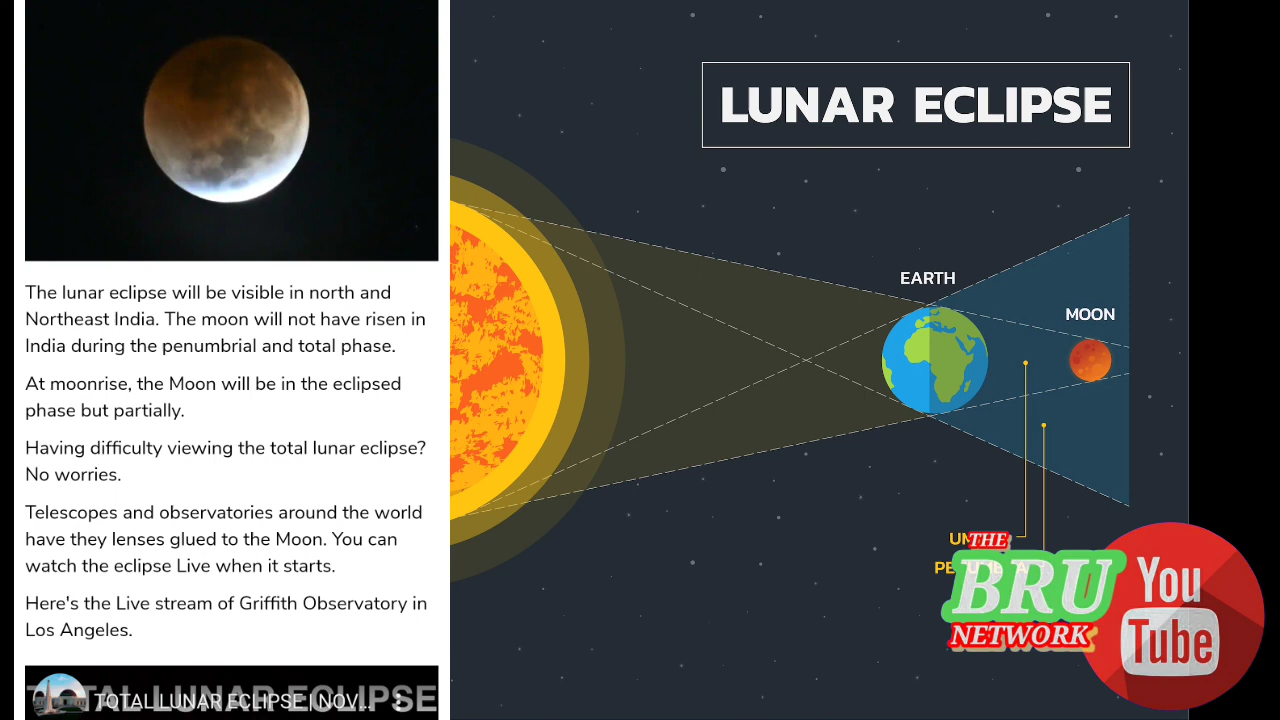 The lunar eclipse will be visible in north and
Northeast India. The moon will not have risen in
India during the penumbrial and total phase.
At moonrise, the Moon will be in the eclipsed
phase but partially.
Having difficulty viewing the total lunar eclipse?
No worries.
Telescopes and observatories around the world
have they lenses glued to the Moon. You can
watch the eclipse Live when it starts.
Here's the Live stream of Griffith Observatory in
Los Angeles.
TOTAL LUNAR ECLIPSE
TOTAL LUNAR ECLIPSE | NOV...
LUNAR ECLIPSE
EARTH
MOON
THE
BRU
NETWORK
You
Tube